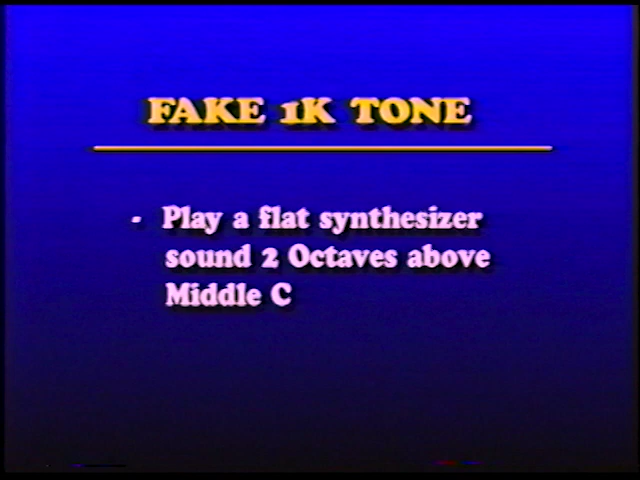 FAKE 1K TONE
- Play a flat synthesizer
sound 2 Octaves above
Middle C